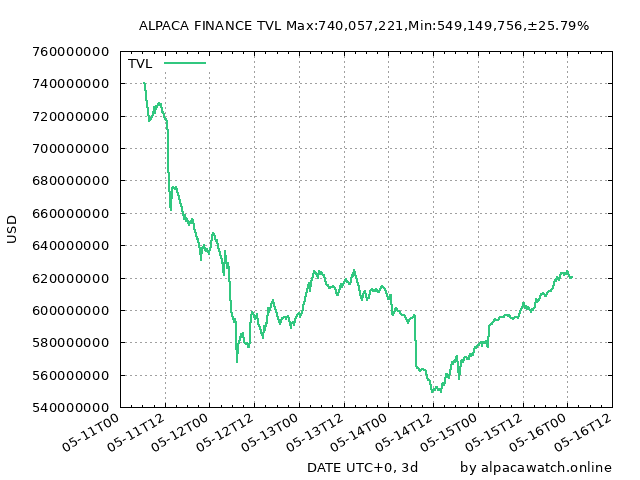 ALPACA FINANCE TVL Max:740,057,221,Min:549,149,756,±25.79%
TVL
760000000
740000000
720000000
700000000
680000000
660000000
640000000
620000000
600000000
580000000
560000000
540000000
USD
05-11T00
05-11T12
05-12T00
05-12T12
05-13T00
05-13T12
05-14T00
05-14T12
05-15T00
05-15T12
05-16T00
05-16T12
DATE UTC+0, 3d
by alpacawatch.online